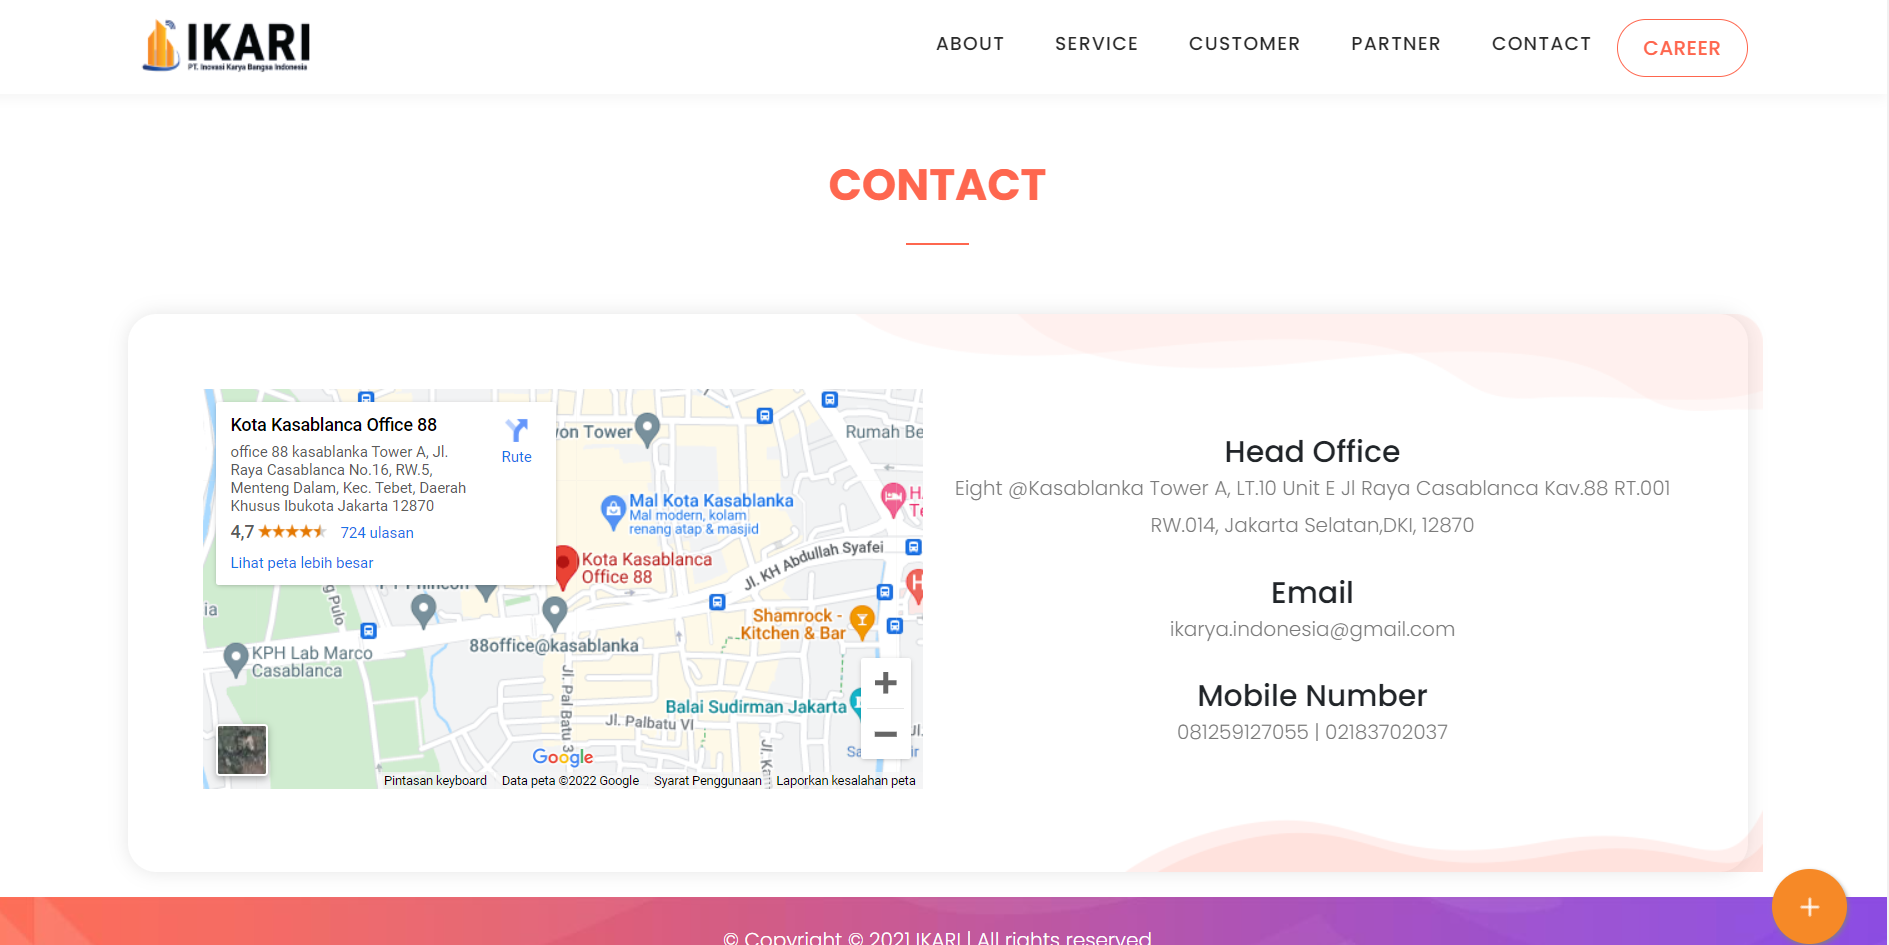 IKARI
PT. Inovasi Karya Bangsa Indonesia
ABOUT
SERVICE
CUSTOMER
PARTNER
CONTACT
CAREER
CONTACT
Kota Kasablanca Office 88
office 88 kasablanka Tower A, Jl.
Raya Casablanca No.16, RW.5,
Menteng Dalam, Kec. Tebet, Daerah
Khusus Ibukota Jakarta 12870
4,7
724 ulasan
Lihat peta lebih besar
Rute
Tower
Rumah
Mal Kota Kasablanka
Mal modern, kolam
renang atap & masjid
Kota Kasablanca
Office 88
Jl. KH Abdullah Syafei
Shamrock -
Kitchen & Bar
88office@kasablanka
KPH Lab Marco
Casablanca
Jl. Pal Batu 3
Balai Sudirman Jakarta
Jl. Palbatu VI
Google
Pintasan keyboard
Data peta ©2022 Google
Syarat Penggunaan
Laporkan kesalahan peta
Head Office
Eight @Kasablanka Tower A, LT.10 Unit E Jl Raya Casablanca Kav.88 RT.001
RW.014, Jakarta Selatan,DKI, 12870
Email
ikarya.indonesia@gmail.com
Mobile Number
081259127055 | 02183702037
© Copyright © 2021 IKARI | All rights reserved